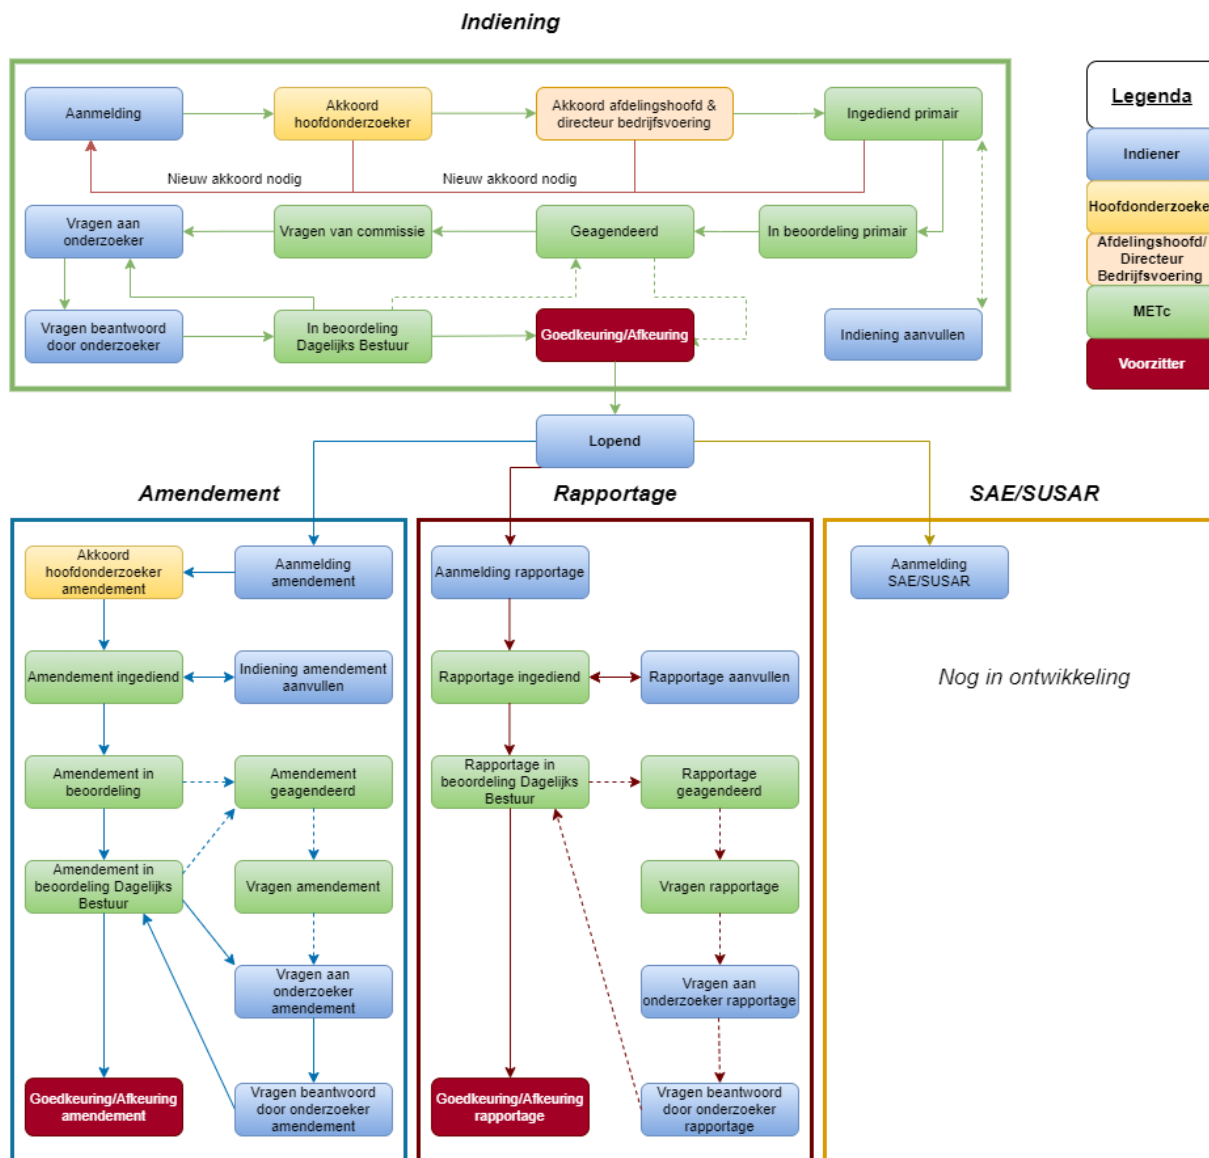 Indiening
Aanmelding
Akkoord
hoofdonderzoeker
Akkoord afdelingshoofd &
directeur bedrijfsvoering
Ingediend primair
Nieuw akkoord nodig
Nieuw akkoord nodig
Vragen aan
onderzoeker
Vragen van commissie
Geagendeerd
In beoordeling primair
Vragen beantwoord
door onderzoeker
In beoordeling
Dagelijks Bestuur
Goedkeuring/Afkeuring
Indiening aanvullen
Legenda
Indiener
Hoofdonderzoeke
Afdelingshoofd/
Directeur
Bedrijfsvoering
METc
Voorzitter
Lopend
Amendement
Akkoord
hoofdonderzoeker
amendement
Aanmelding
amendement
Amendement ingediend
Indiening amendement
aanvullen
Amendement in
beoordeling
Amendement
geagendeerd
Amendement in
beoordeling Dagelijks
Bestuur
Vragen amendement
Vragen aan
onderzoeker
amendement
Goedkeuring/Afkeuring
amendement
Vragen beantwoord
door onderzoeker
amendement
Rapportage
Aanmelding rapportage
Rapportage ingediend
Rapportage aanvullen
Rapportage in
beoordeling Dagelijks
Bestuur
Rapportage
geagendeerd
Vragen rapportage
Vragen aan
onderzoeker rapportage
Goedkeuring/Afkeuring
rapportage
Vragen beantwoord
door onderzoeker
rapportage
SAE/SUSAR
Aanmelding
SAE/SUSAR
Nog in ontwikkeling